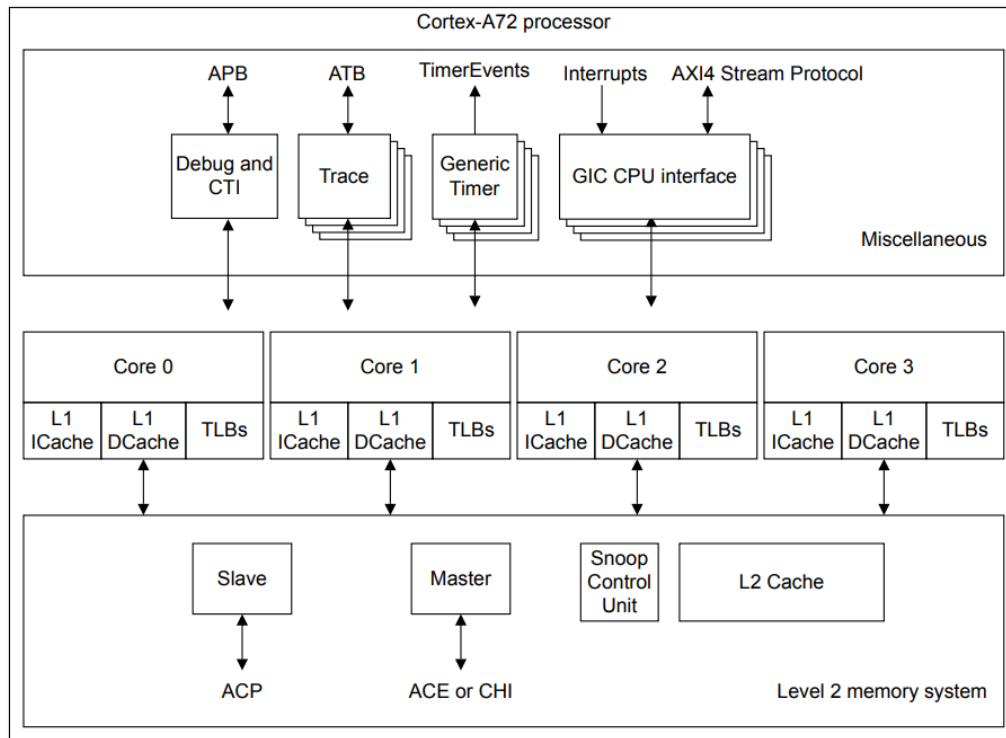 Cortex-A72 processor
APB
ATB
TimerEvents
Interrupts
AXI4 Stream Protocol
Debug and
CTI
Trace
Generic
Timer
GIC CPU interface
Miscellaneous
Core 0
Core 1
Core 2
Core 3
L1
ICache
L1
DCache
TLBs
L1
ICache
L1
DCache
TLBs
L1
ICache
L1
DCache
TLBs
L1
ICache
L1
DCache
TLBs
Slave
Master
Snoop
Control
Unit
L2 Cache
ACP
ACE or CHI
Level 2 memory system